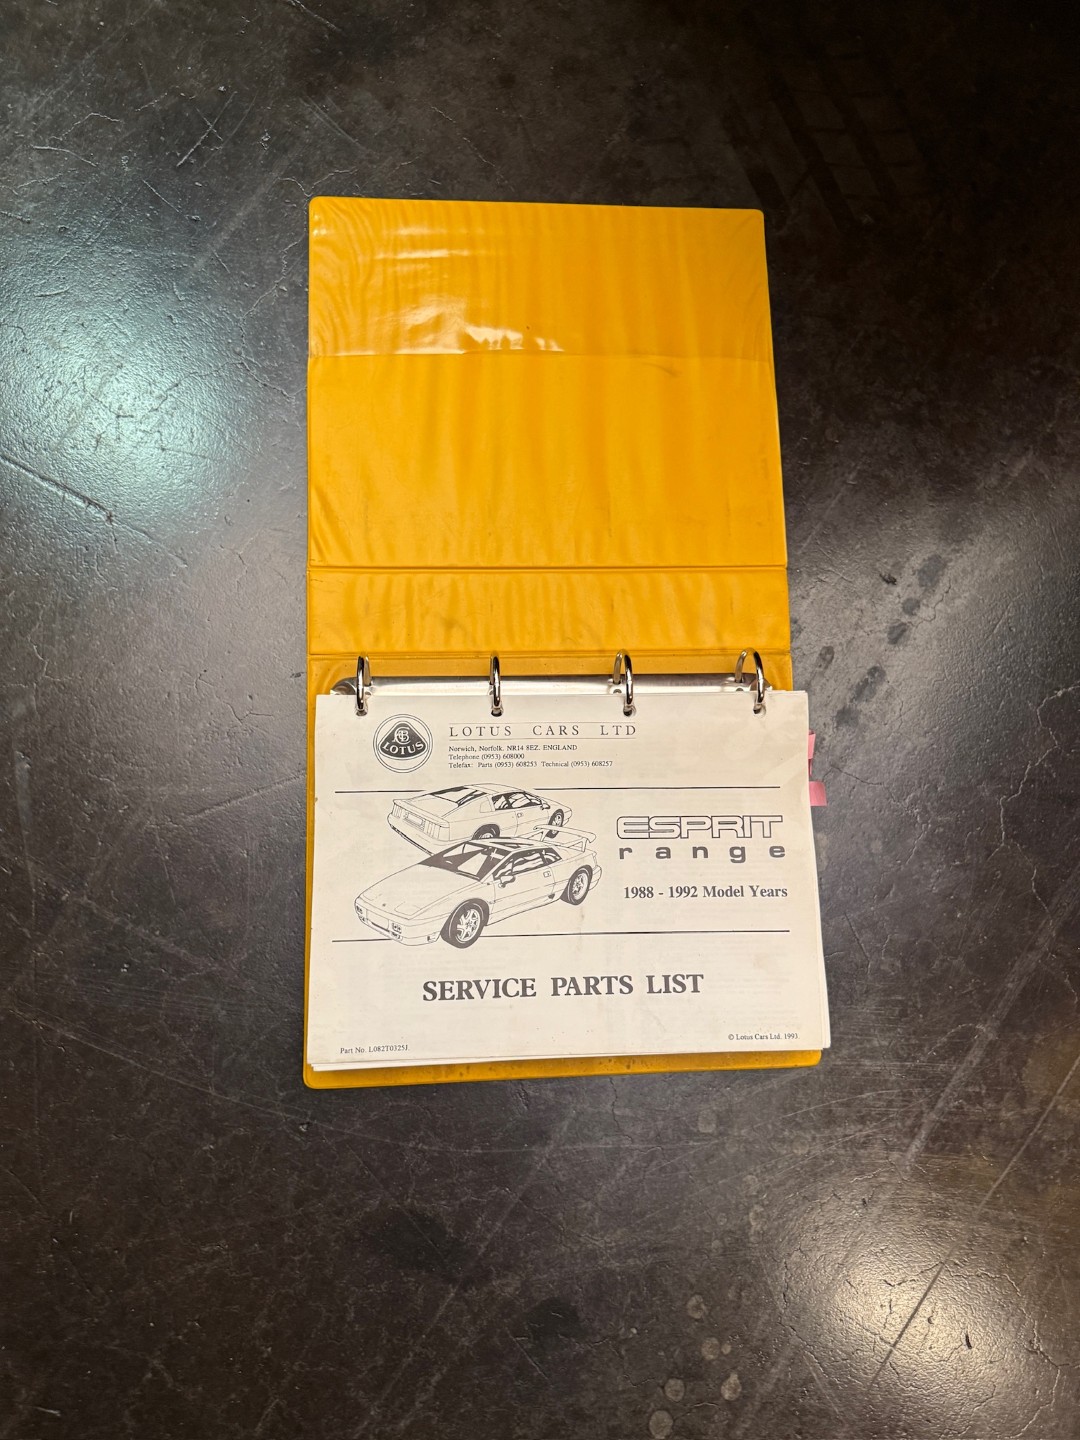 LOTUS
LOTUS CARS LTD
Norwich, Norfolk. NR14 8EZ. ENGLAND
Telephone (0953) 608000
Telefax: Parts (0953) 608253 Technical (0953) 608257
ESPRIT
range
1988 - 1992 Model Years
SERVICE PARTS LIST
Part No. L082T0325J.
© Lotus Cars Ltd. 1993.